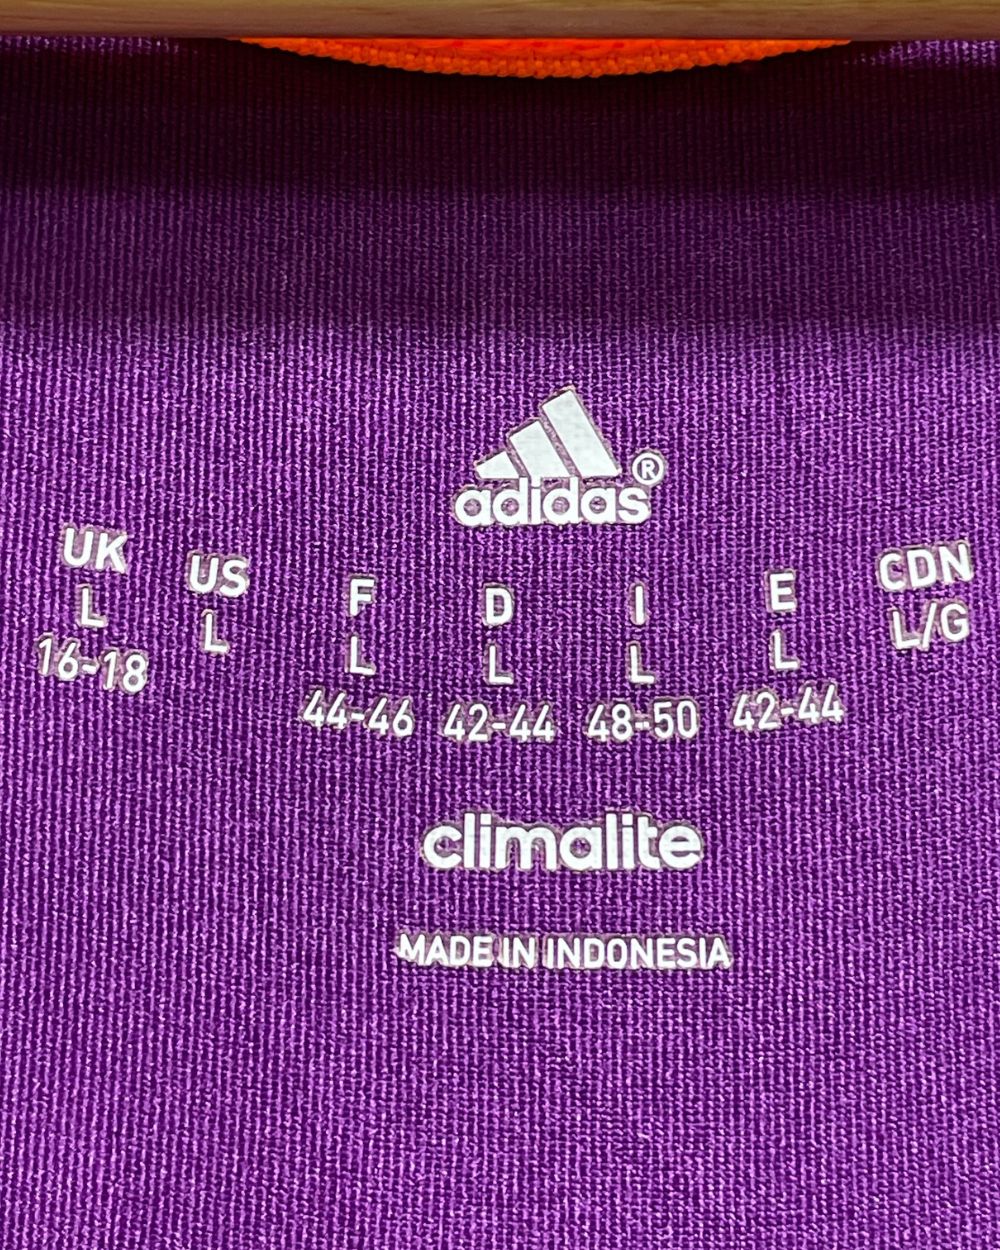 adidas®
UK US F D I E CDN
L L L L L L L/G
16-18 44-46 42-44 48-50 42-44
climalite
MADE IN INDONESIA